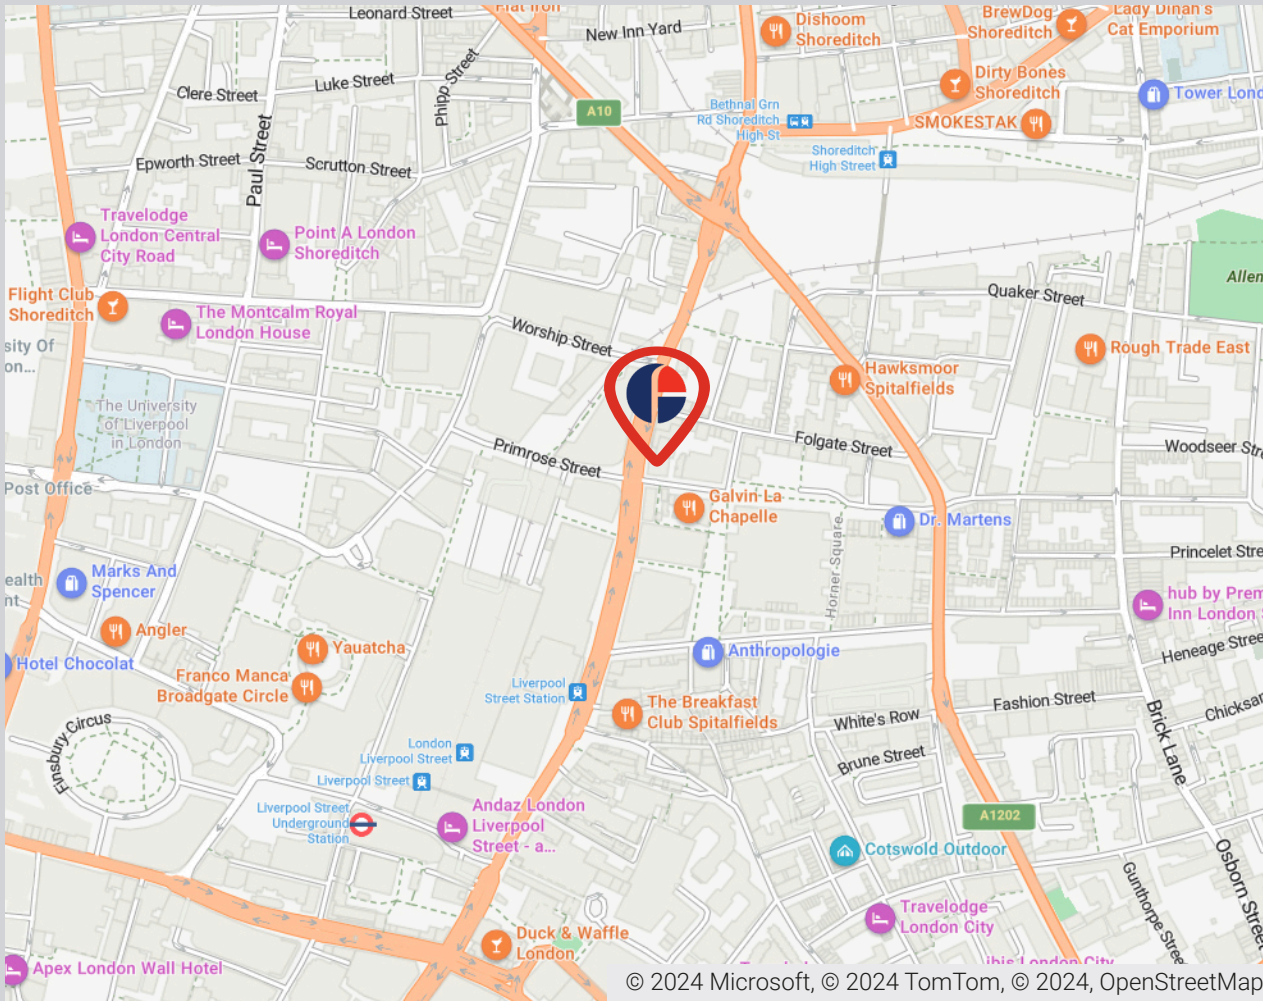 Leonard Street
Flat Iron
New Inn Yard
Dishoom
Shoreditch
BrewDog
Shoreditch
Lady Dinah's
Cat Emporium
Clere Street
Luke Street
Phipp Street
A10
Bethnal Grn
Rd Shoreditch
High St
Dirty Bones
Shoreditch
SMOKESTAK
Tower Lond
Epworth Street
Paul Street
Scrutton Street
Shoreditch
High Street
Travelodge
London Central
City Road
Point A London
Shoreditch
Allen
Flight Club
Shoreditch
The Montcalm Royal
London House
Quaker Street
Worship Street
sity Of
on...
Rough Trade East
Hawksmoor
Spitalfields
The University
of Liverpool
in London
Primrose Street
Folgate Street
Woodseer Stre
Post Office
Galvin La
Chapelle
Dr. Martens
Horner Square
Princelet Stre
ealth
nt
Marks And
Spencer
hub by Prem
Inn London S
Angler
Hotel Chocolat
Yauatcha
Franco Manca
Broadgate Circle
Anthropologie
Heneage Stree
Liverpool
Street Station
The Breakfast
Club Spitalfields
White's Row
Fashion Street
Brick Lane
Chicksan
Finsbury Circus
London
Liverpool Street
Liverpool Street
Brune Street
Liverpool Street
Underground
Station
Andaz London
Liverpool
Street - a...
A1202
Cotswold Outdoor
Osborn Street
Gunthorpe Stree
Travelodge
London City
Duck & Waffle
London
Apex London Wall Hotel
ibis London City
© 2024 Microsoft, © 2024 TomTom, © 2024, OpenStreetMap